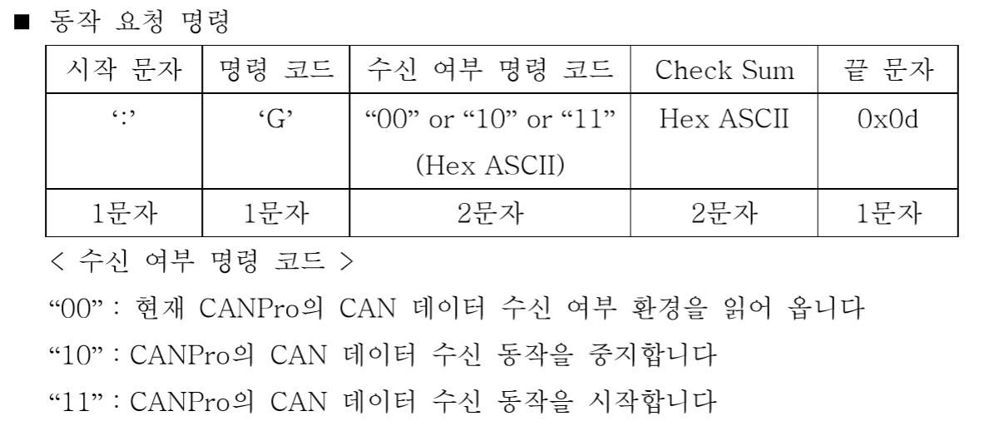 ■ 동작 요청 명령
시작 문자 명령 코드 수신 여부 명령 코드 Check Sum 끝 문자
‘:’ ‘G’ “00” or “10” or “11” Hex ASCII 0x0d
(Hex ASCII)
1문자 1문자 2문자 2문자 1문자
< 수신 여부 명령 코드 >
“00” : 현재 CANPro의 CAN 데이터 수신 여부 환경을 읽어 옵니다
“10” : CANPro의 CAN 데이터 수신 동작을 중지합니다
“11” : CANPro의 CAN 데이터 수신 동작을 시작합니다